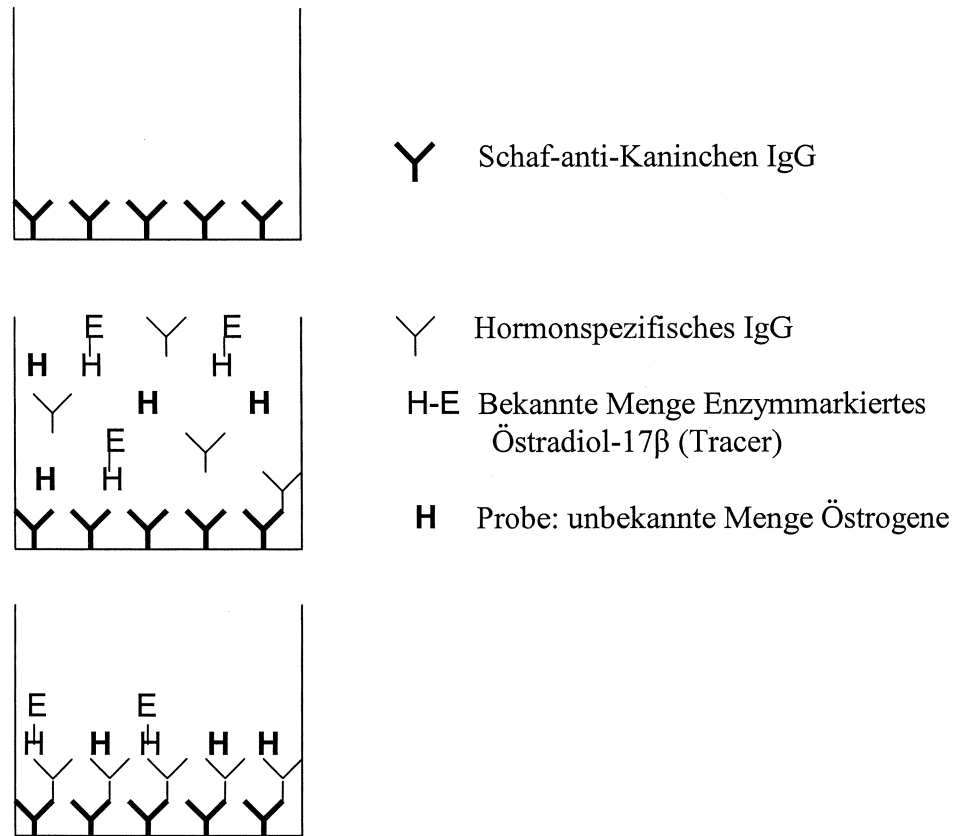 Schaf-anti-Kaninchen IgG
E E
H H H
Hormonspezifisches IgG
H H
H-E Bekannte Menge Enzymmarkiertes
Östradiol-17β (Tracer)
E
H H
H Probe: unbekannte Menge Östrogene
E E
H H H H H